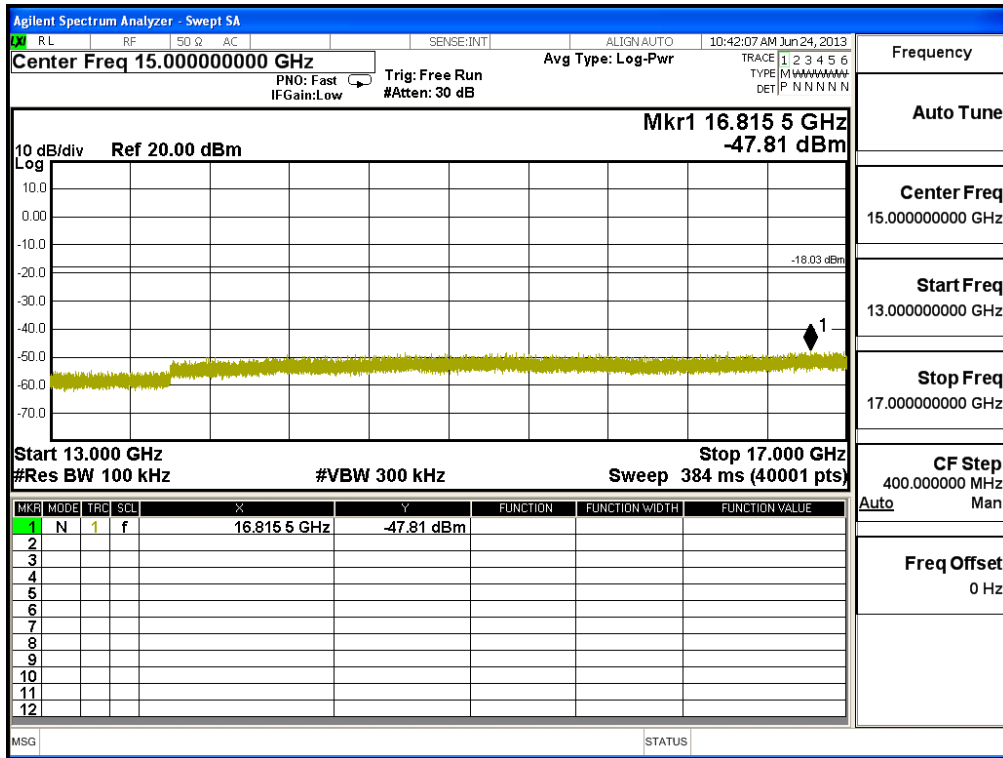 Agilent Spectrum Analyzer - Swept SA
LXI RL RF 50 Ω AC SENSE:INT ALIGN AUTO 10:42:07 AM Jun 24, 2013
Center Freq 15.000000000 GHz
PNO: Fast
IFGain:Low
Trig: Free Run
#Atten: 30 dB
Avg Type: Log-Pwr
TRACE 1 2 3 4 5 6
TYPE M WWWWW
DET P N N N N N
Mkr1 16.815 5 GHz
-47.81 dBm
10 dB/div Ref 20.00 dBm
Log
10.0
0.00
-10.0
-18.03 dBm
-20.0
-30.0
-40.0
1
-50.0
-60.0
-70.0
Start 13.000 GHz Stop 17.000 GHz
#Res BW 100 kHz #VBW 300 kHz Sweep 384 ms (40001 pts)
MKR MODE TRC SCL X Y FUNCTION FUNCTION WIDTH FUNCTION VALUE
1 N 1 f 16.815 5 GHz -47.81 dBm
2
3
4
5
6
7
8
9
10
11
12
MSG STATUS
Frequency
Auto Tune
Center Freq
15.000000000 GHz
Start Freq
13.000000000 GHz
Stop Freq
17.000000000 GHz
CF Step
400.000000 MHz
Auto Man
Freq Offset
0 Hz